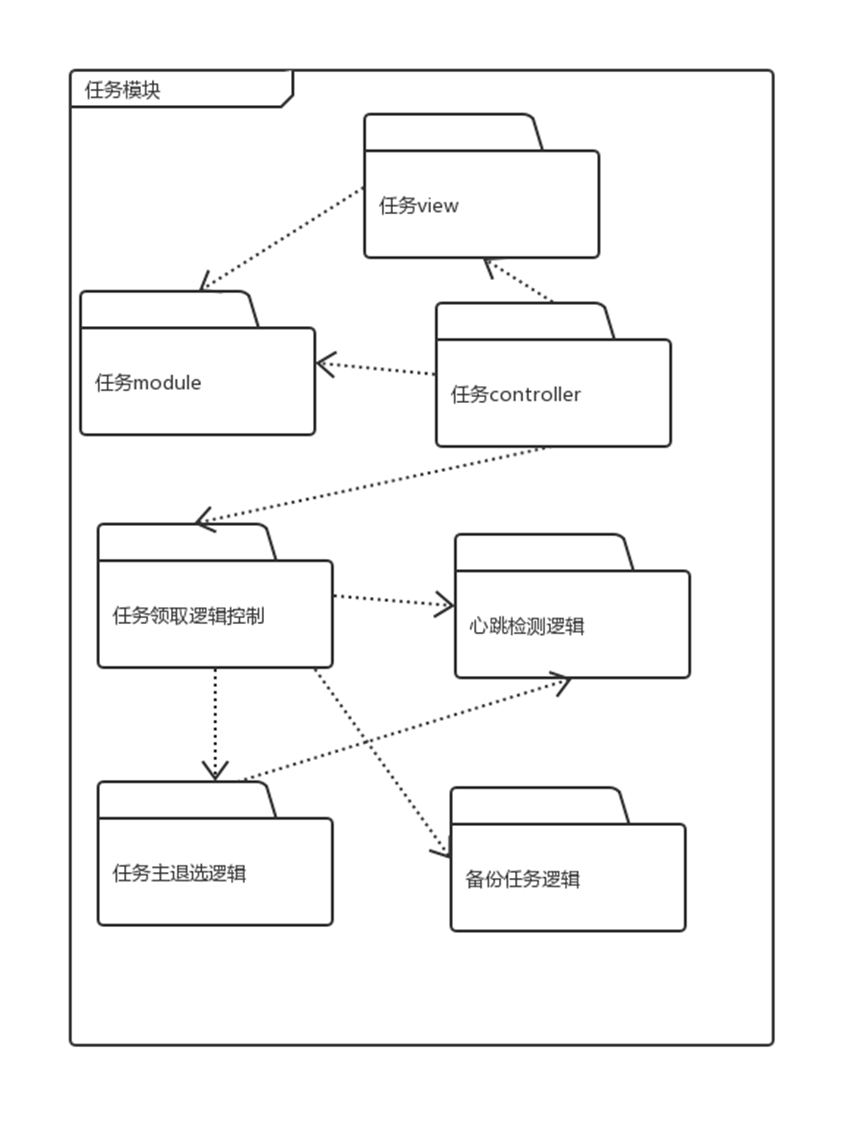 任务模块
任务view
任务module
任务controller
任务领取逻辑控制
心跳检测逻辑
任务主退选逻辑
备份任务逻辑